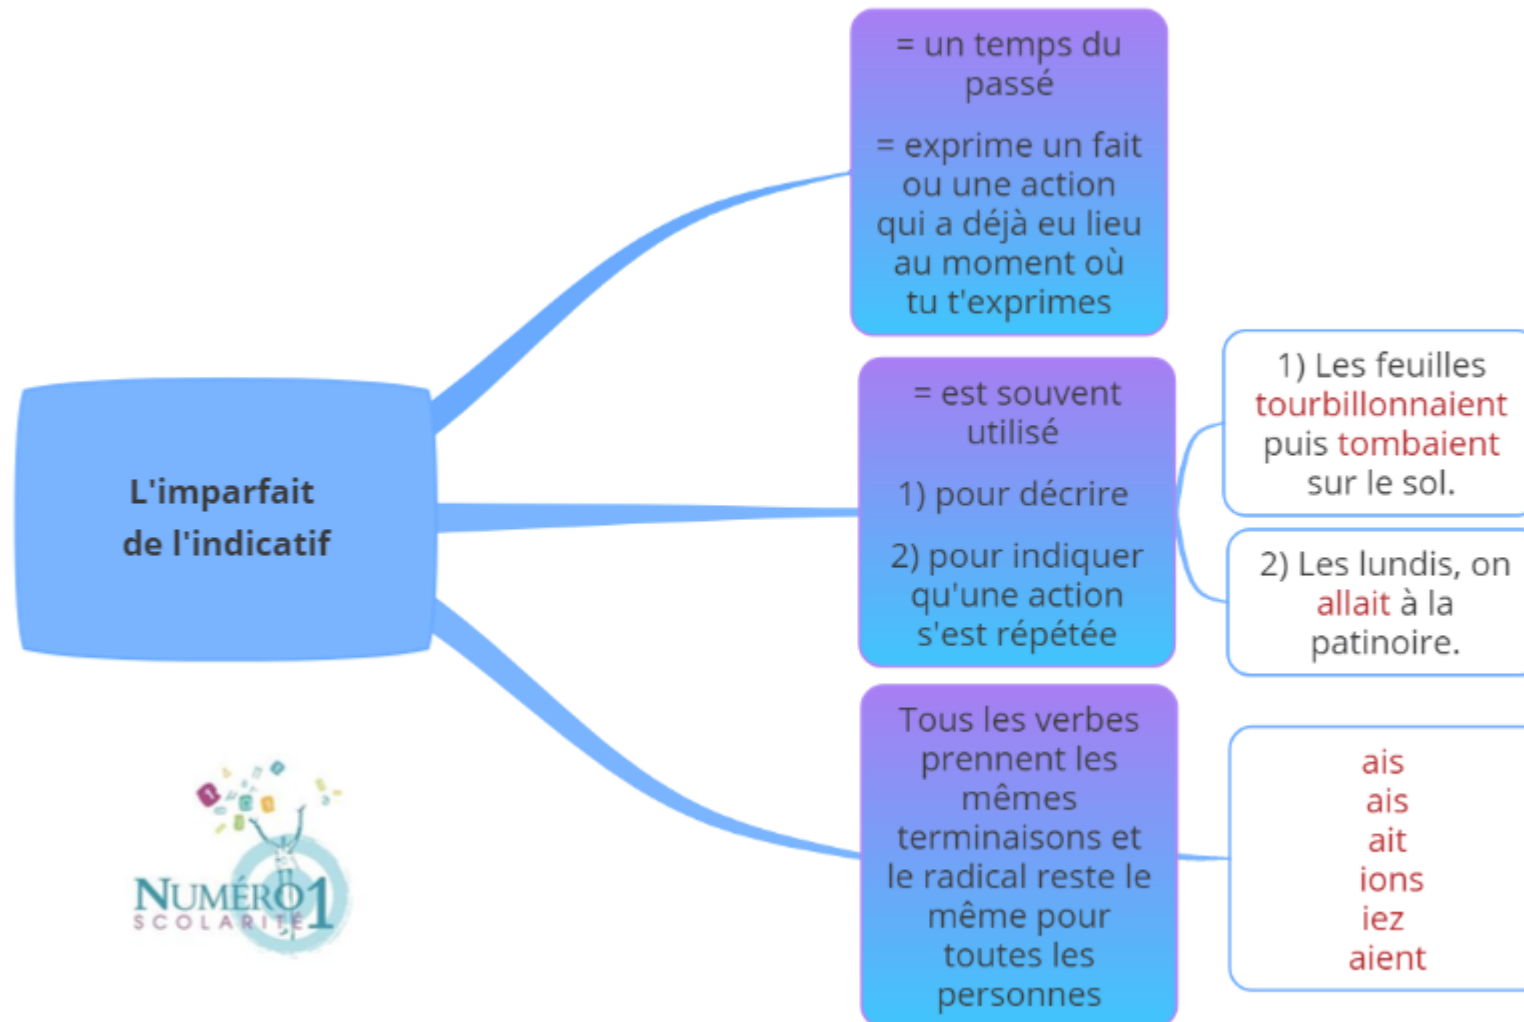 = un temps du
passé
= exprime un fait
ou une action
qui a déjà eu lieu
au moment où
tu t'exprimes
L'imparfait
de l'indicatif
= est souvent
utilisé
1) pour décrire
2) pour indiquer
qu'une action
s'est répétée
1) Les feuilles
tourbillonnaient
puis tombaient
sur le sol.
2) Les lundis, on
allait à la
patinoire.
Tous les verbes
prennent les
mêmes
terminaisons et
le radical reste le
même pour
toutes les
personnes
ais
ais
ait
ions
iez
aient
NUMÉRO1
SCOLARITÉ